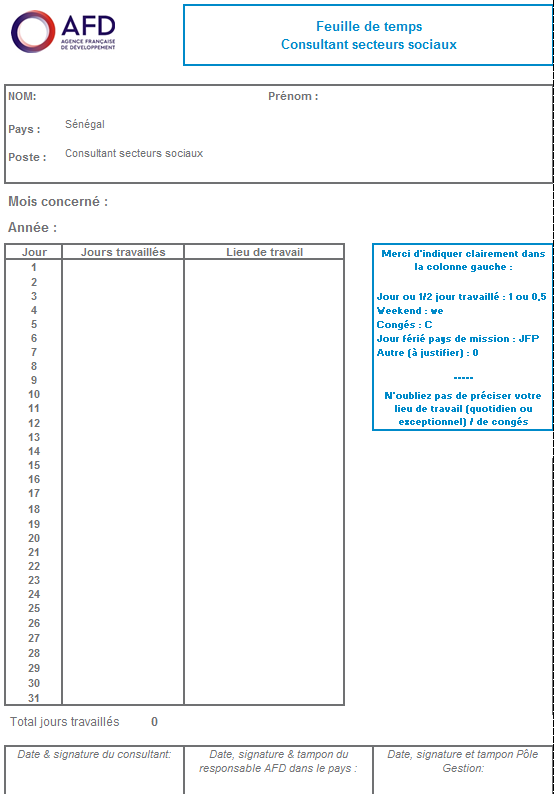 AFD
AGENCE FRANÇAISE
DE DÉVELOPPEMENT
Feuille de temps
Consultant secteurs sociaux
NOM: Prénom :
Pays : Sénégal
Poste : Consultant secteurs sociaux
Mois concerné :
Année :
Jour Jours travaillés Lieu de travail
1
2
3
4
5
6
7
8
9
10
11
12
13
14
15
16
17
18
19
20
21
22
23
24
25
26
27
28
29
30
31
Merci d'indiquer clairement dans
la colonne gauche :
Jour ou 1/2 jour travaillé : 1 ou 0,5
Weekend : we
Congés : C
Jour férié pays de mission : JFP
Autre (à justifier) : 0
-----
N'oubliez pas de préciser votre
lieu de travail (quotidien ou
exceptionnel) / de congés
Total jours travaillés 0
Date & signature du consultant:
Date, signature & tampon du
responsable AFD dans le pays :
Date, signature et tampon Pôle
Gestion: